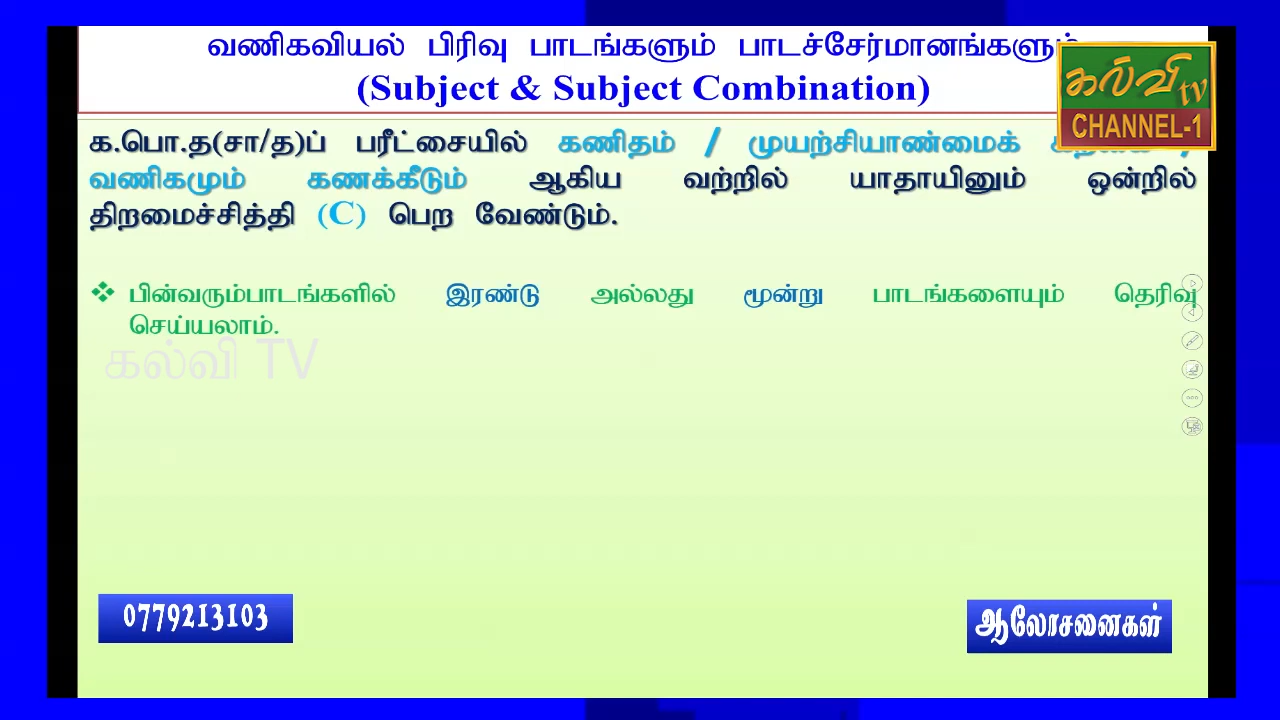 வணிகவியல் பிரிவு பாடங்களும் பாடச்சேர்மானங்களும்
(Subject & Subject Combination)
கல்வி tv
CHANNEL-1
க.பொ.த(சா/த)ப் பரீட்சையில் கணிதம் / முயற்சியாண்மைக் /
வணிகமும் கணக்கீடும் ஆகிய வற்றில் யாதாயினும் ஒன்றில்
திறமைச்சித்தி (C) பெற வேண்டும்.
❖ பின்வரும்பாடங்களில் இரண்டு அல்லது மூன்று பாடங்களையும் தெரிவு
செய்யலாம்.
கல்வி TV
0779213103
ஆலோசனைகள்